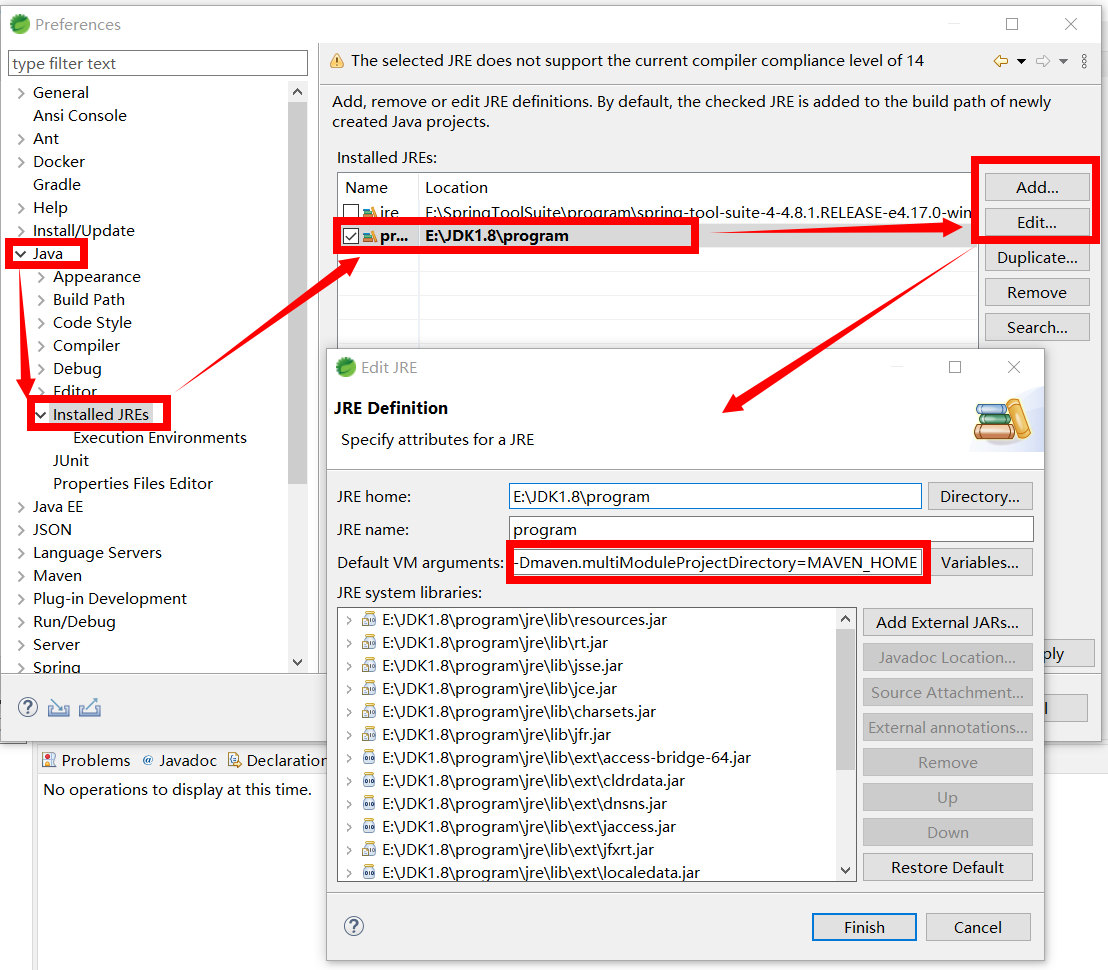 Preferences
type filter text
The selected JRE does not support the current compiler compliance level of 14
General
Ansi Console
Ant
Docker
Gradle
Help
Install/Update
Java
Appearance
Build Path
Code Style
Compiler
Debug
Editor
Installed JREs
Execution Environments
JUnit
Properties Files Editor
Java EE
JSON
Language Servers
Maven
Plug-in Development
Run/Debug
Server
Spring
Add, remove or edit JRE definitions. By default, the checked JRE is added to the build path of newly
created Java projects.
Installed JREs:
Name Location
jre E:\SpringToolSuite\program\spring-tool-suite-4-4.8.1.RELEASE-e4.17.0-win
pr... E:\JDK1.8\program
Add...
Edit...
Duplicate...
Remove
Search...
Edit JRE
JRE Definition
Specify attributes for a JRE
JRE home: E:\JDK1.8\program Directory...
JRE name: program
Default VM arguments: -Dmaven.multiModuleProjectDirectory=MAVEN_HOME Variables...
JRE system libraries:
E:\JDK1.8\program\jre\lib\resources.jar
E:\JDK1.8\program\jre\lib\rt.jar
E:\JDK1.8\program\jre\lib\jsse.jar
E:\JDK1.8\program\jre\lib\jce.jar
E:\JDK1.8\program\jre\lib\charsets.jar
E:\JDK1.8\program\jre\lib\jfr.jar
E:\JDK1.8\program\jre\lib\ext\access-bridge-64.jar
E:\JDK1.8\program\jre\lib\ext\cldrdata.jar
E:\JDK1.8\program\jre\lib\ext\dnsns.jar
E:\JDK1.8\program\jre\lib\ext\jaccess.jar
E:\JDK1.8\program\jre\lib\ext\jfxrt.jar
E:\JDK1.8\program\jre\lib\ext\localedata.jar
Add External JARs...
Javadoc Location...
Source Attachment...
External annotations...
Remove
Up
Down
Restore Default
Finish
Cancel
ply
Problems @ Javadoc Declaration
No operations to display at this time.